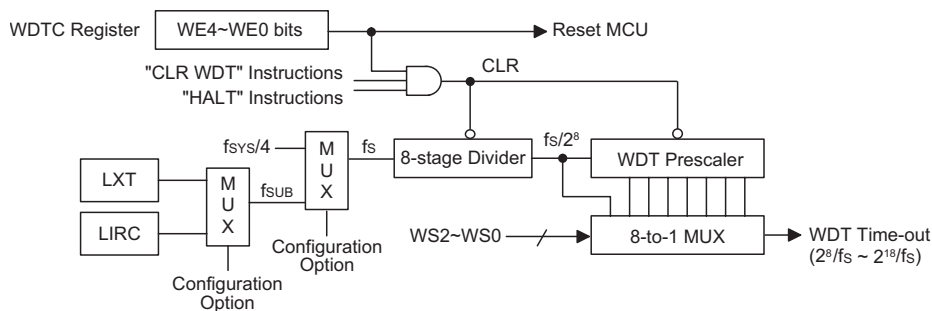 WDTC Register
WE4~WE0 bits
Reset MCU
"CLR WDT" Instructions
"HALT" Instructions
CLR
fSYS/4
M
U
X
fS
8-stage Divider
fS/2⁸
WDT Prescaler
LXT
LIRC
M
U
X
fSUB
Configuration
Option
Configuration
Option
WS2~WS0
8-to-1 MUX
WDT Time-out
(2⁸/fS ~ 2¹⁸/fS)